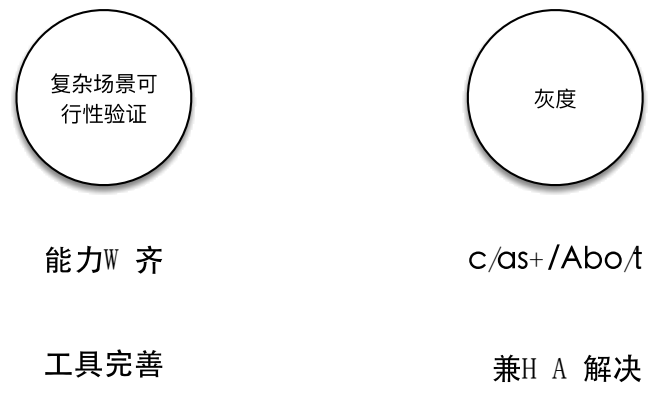 复杂场景可
行性验证
灰度
能力W 齐
c/as+/Abo/t
工具完善
兼H A 解决